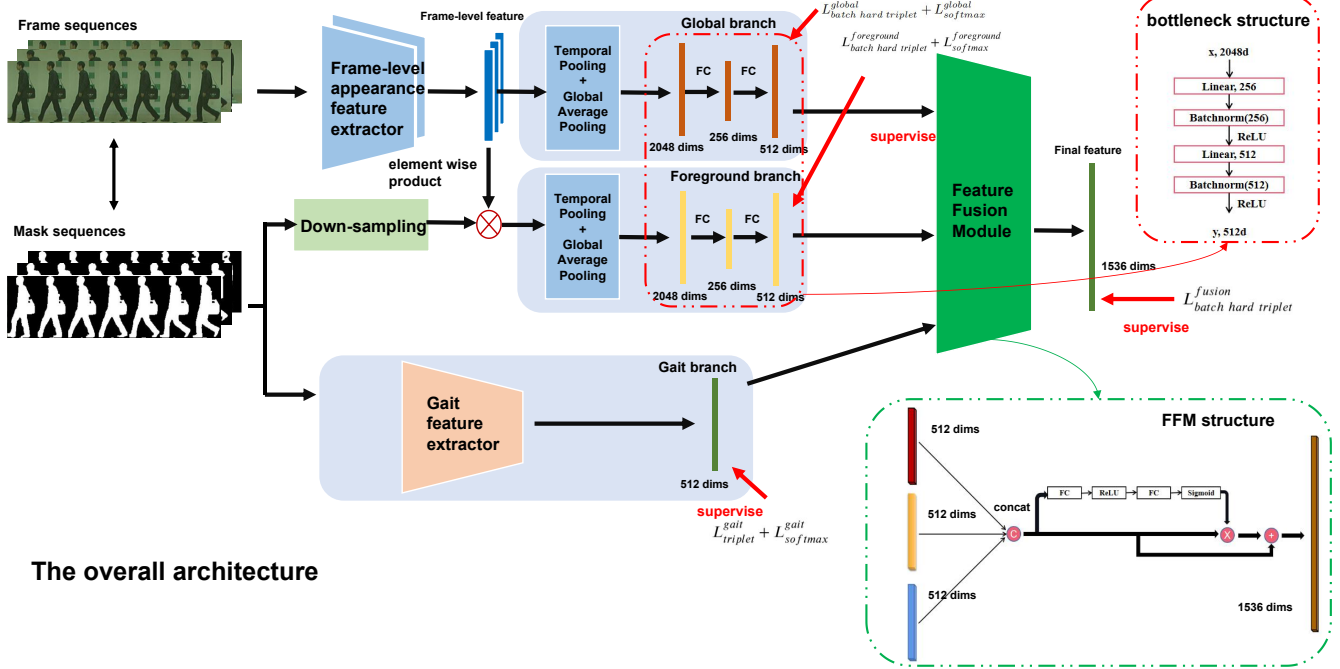 Frame sequences
Mask sequences
Frame-level
appearance
feature
extractor
Frame-level feature
element wise
product
Down-sampling
Global branch
Temporal
Pooling
+
Global
Average
Pooling
FC
FC
2048 dims
256 dims
512 dims
Foreground branch
Temporal
Pooling
+
Global
Average
Pooling
FC
FC
2048 dims
256 dims
512 dims
L^{global}_{batch hard triplet} + L^{global}_{softmax}
L^{foreground}_{batch hard triplet} + L^{foreground}_{softmax}
supervise
Feature
Fusion
Module
Final feature
1536 dims
L^{fusion}_{batch hard triplet}
supervise
bottleneck structure
x, 2048d
Linear, 256
Batchnorm(256)
ReLU
Linear, 512
Batchnorm(512)
ReLU
y, 512d
Gait branch
Gait
feature
extractor
512 dims
supervise
L^{gait}_{triplet} + L^{gait}_{softmax}
FFM structure
512 dims
512 dims
512 dims
concat
C
FC
ReLU
FC
Sigmoid
X
+
1536 dims
The overall architecture